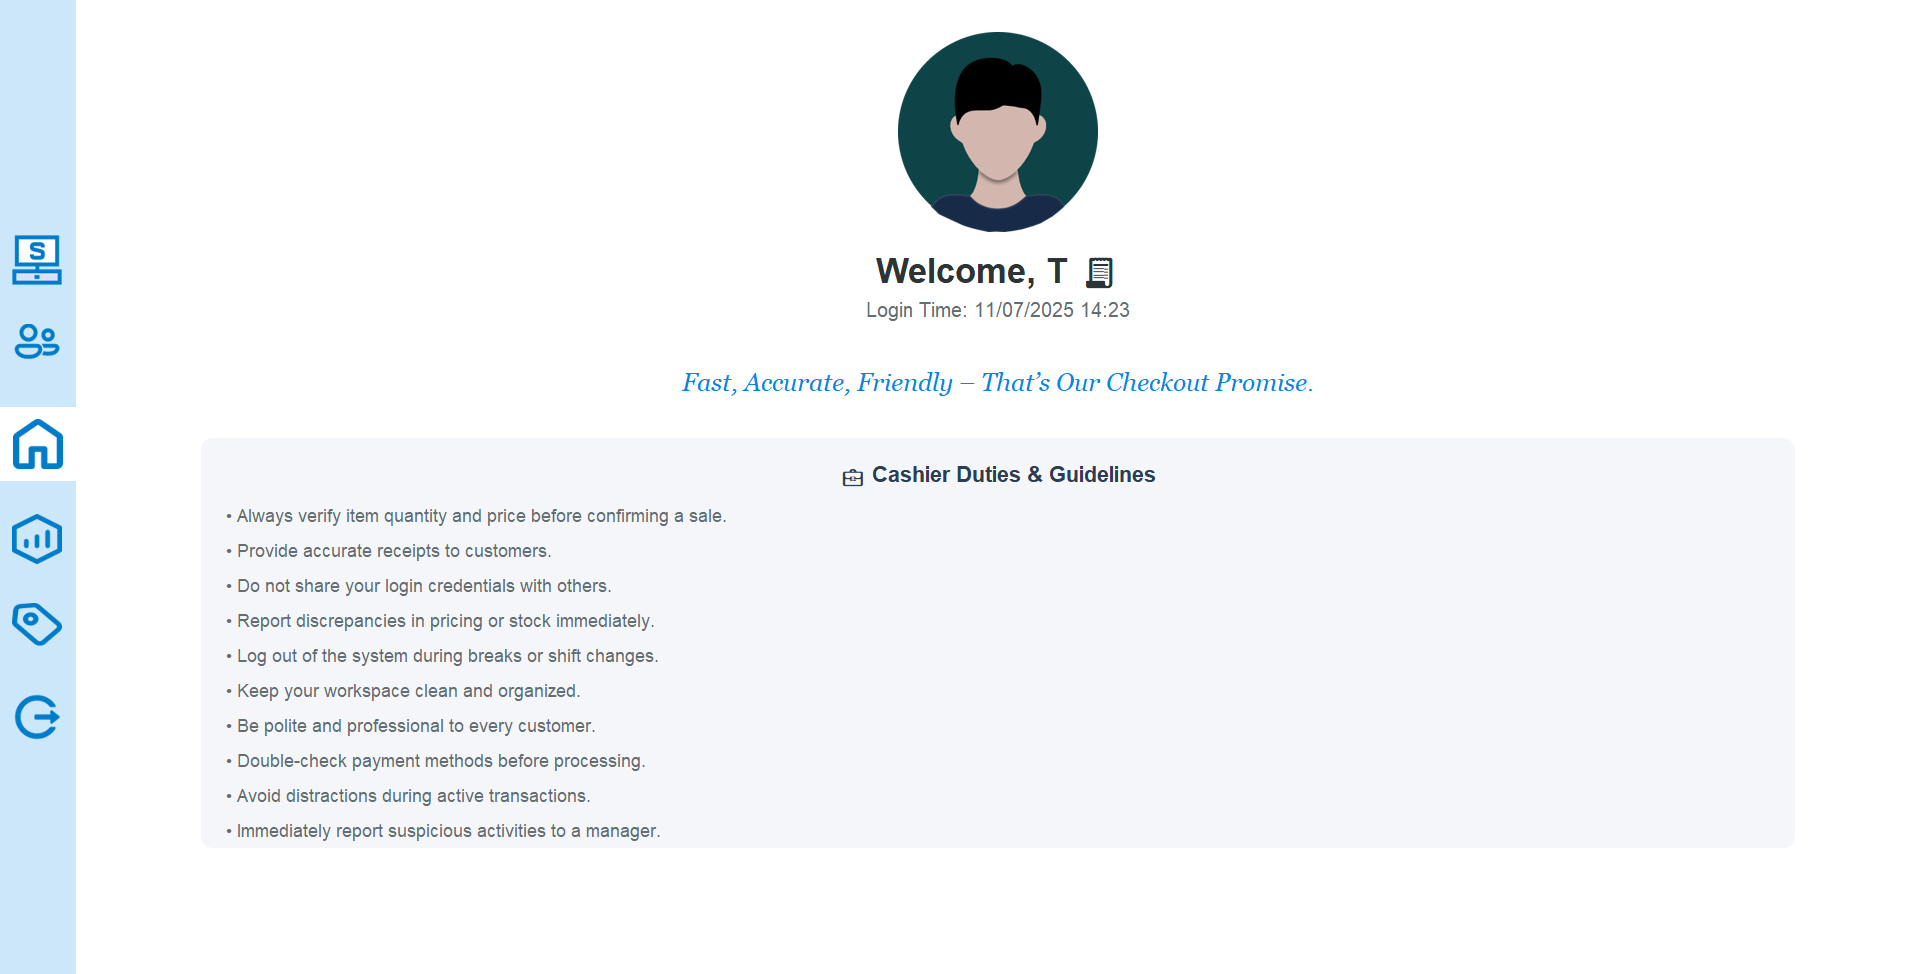 S
Welcome, T
Login Time: 11/07/2025 14:23
Fast, Accurate, Friendly – That’s Our Checkout Promise.
Cashier Duties & Guidelines
• Always verify item quantity and price before confirming a sale.
• Provide accurate receipts to customers.
• Do not share your login credentials with others.
• Report discrepancies in pricing or stock immediately.
• Log out of the system during breaks or shift changes.
• Keep your workspace clean and organized.
• Be polite and professional to every customer.
• Double-check payment methods before processing.
• Avoid distractions during active transactions.
• Immediately report suspicious activities to a manager.